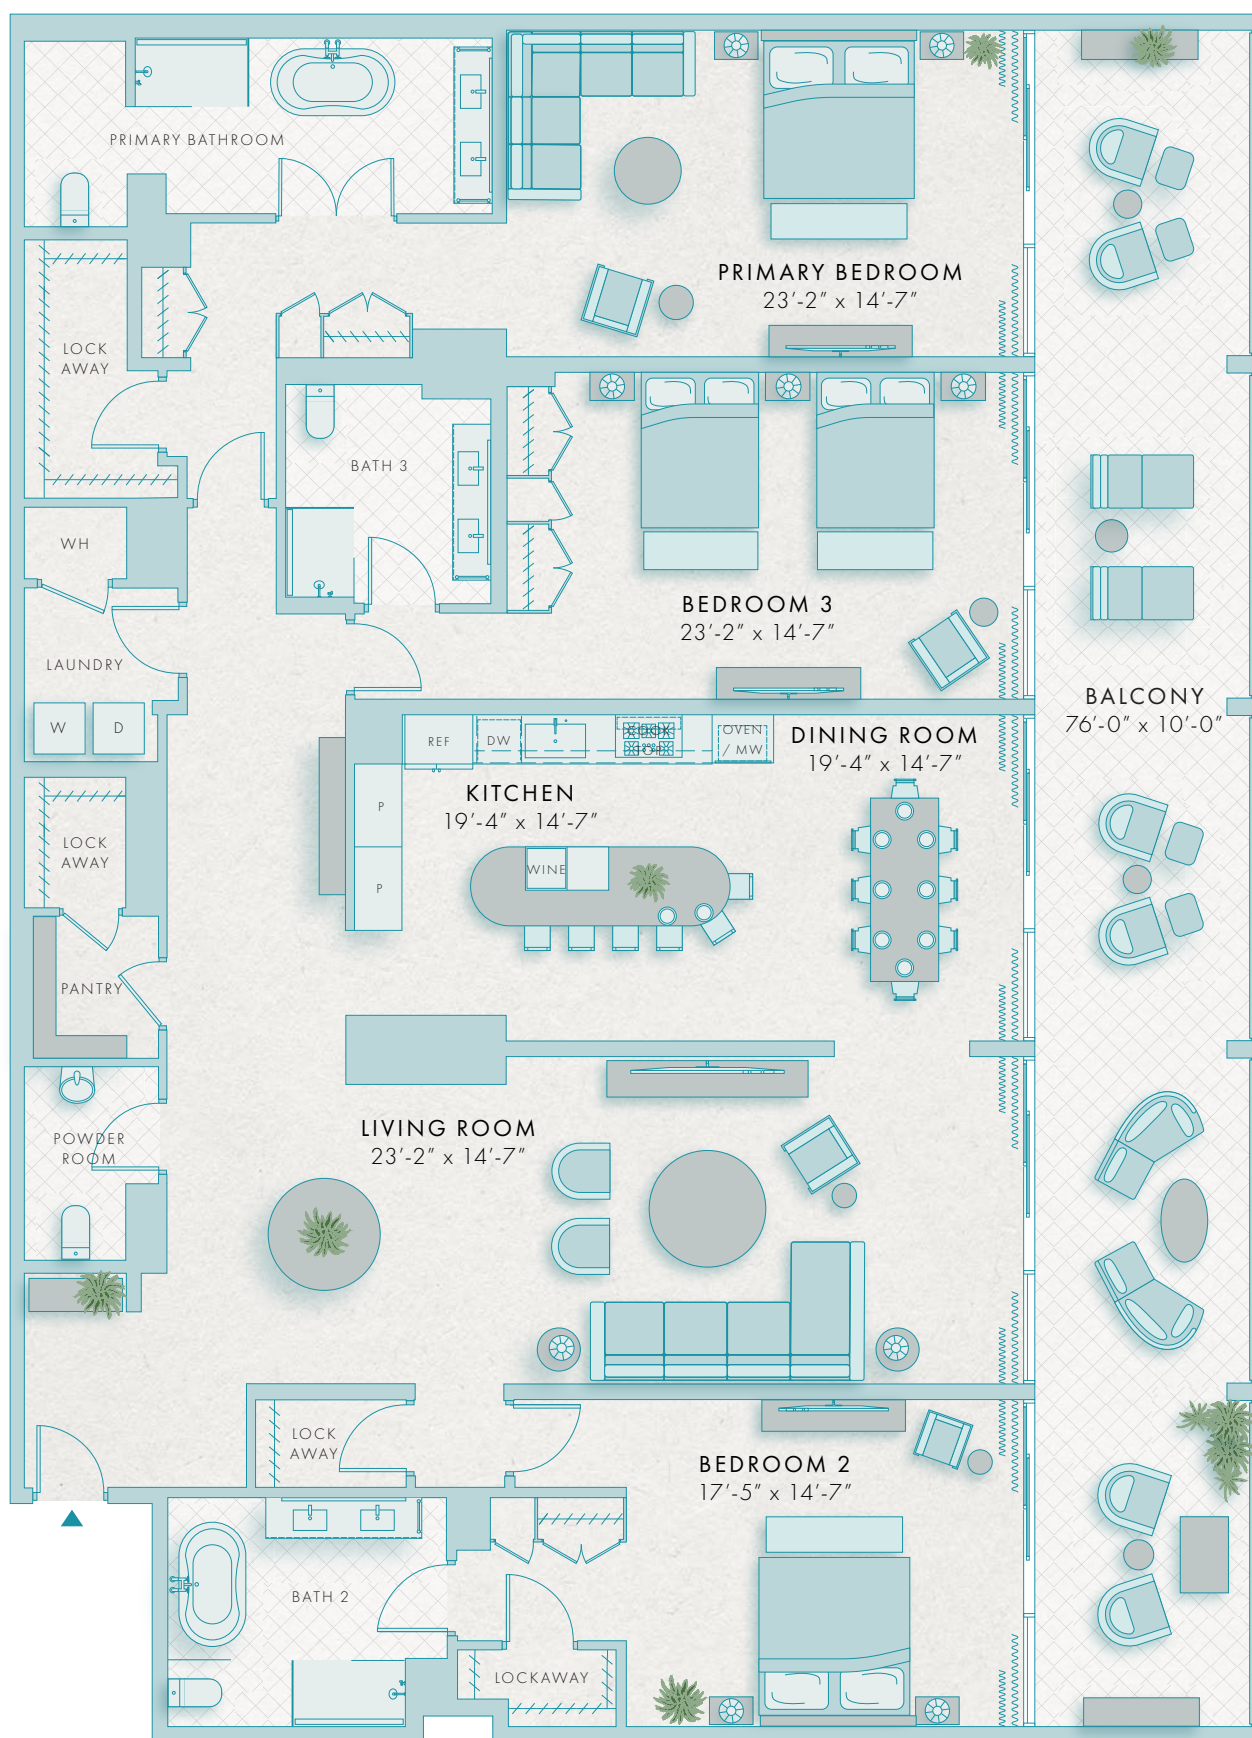 PRIMARY BATHROOM
PRIMARY BEDROOM
23'-2" x 14'-7"
LOCK
AWAY
BATH 3
WH
BEDROOM 3
23'-2" x 14'-7"
LAUNDRY
W
D
BALCONY
76'-0" x 10'-0"
REF
DW
COOK
TOP
OVEN
/ MW
DINING ROOM
19'-4" x 14'-7"
KITCHEN
19'-4" x 14'-7"
P
P
WINE
LOCK
AWAY
PANTRY
POWDER
ROOM
LIVING ROOM
23'-2" x 14'-7"
LOCK
AWAY
BEDROOM 2
17'-5" x 14'-7"
BATH 2
LOCKAWAY